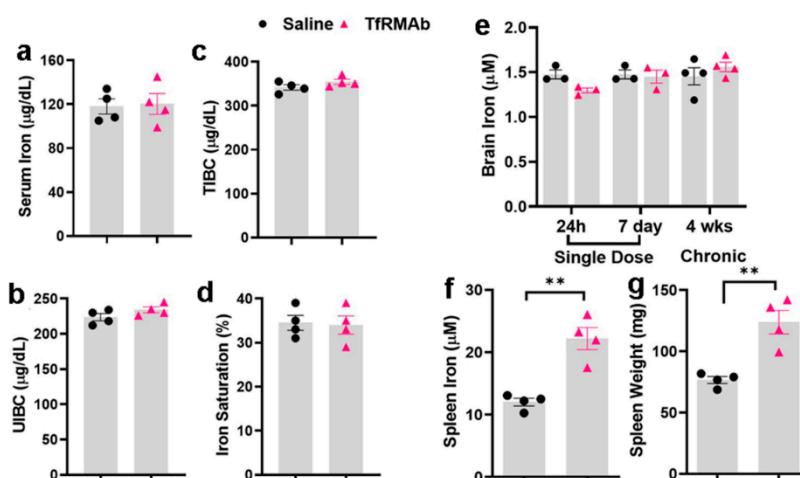 Saline TfRMAb
a
Serum Iron (µg/dL)
160
120
80
40
0
c
TIBC (µg/dL)
400
300
200
100
0
e
Brain Iron (µM)
2.0
1.5
1.0
0.5
0.0
24h 7 day 4 wks
Single Dose Chronic
b
UIBC (µg/dL)
250
200
150
100
50
0
d
Iron Saturation (%)
40
30
20
10
0
f
**
Spleen Iron (µM)
30
20
10
0
g
**
Spleen Weight (mg)
150
100
50
0